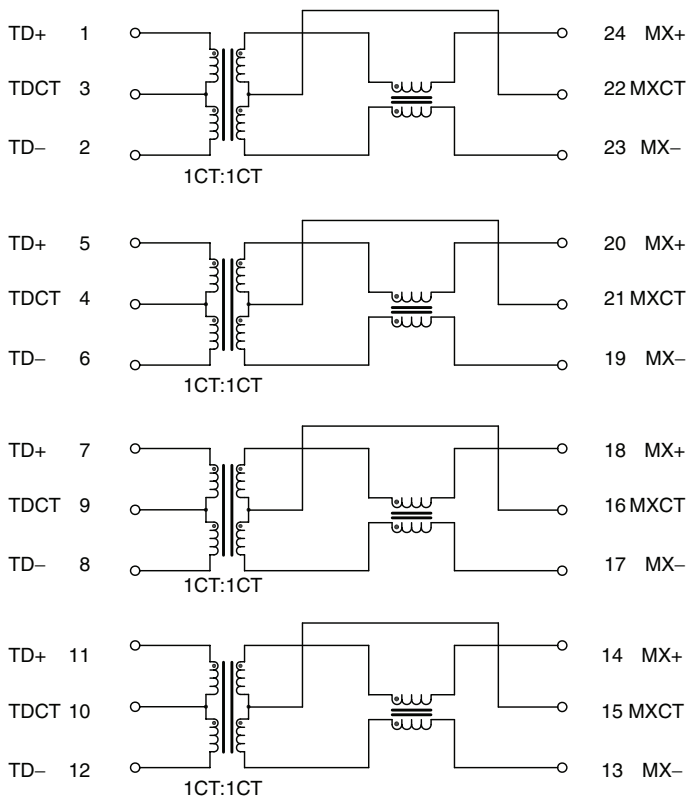 TD+ 1 24 MX+
TDCT 3 22 MXCT
TD− 2 23 MX−
1CT:1CT
TD+ 5 20 MX+
TDCT 4 21 MXCT
TD− 6 19 MX−
1CT:1CT
TD+ 7 18 MX+
TDCT 9 16 MXCT
TD− 8 17 MX−
1CT:1CT
TD+ 11 14 MX+
TDCT 10 15 MXCT
TD− 12 13 MX−
1CT:1CT